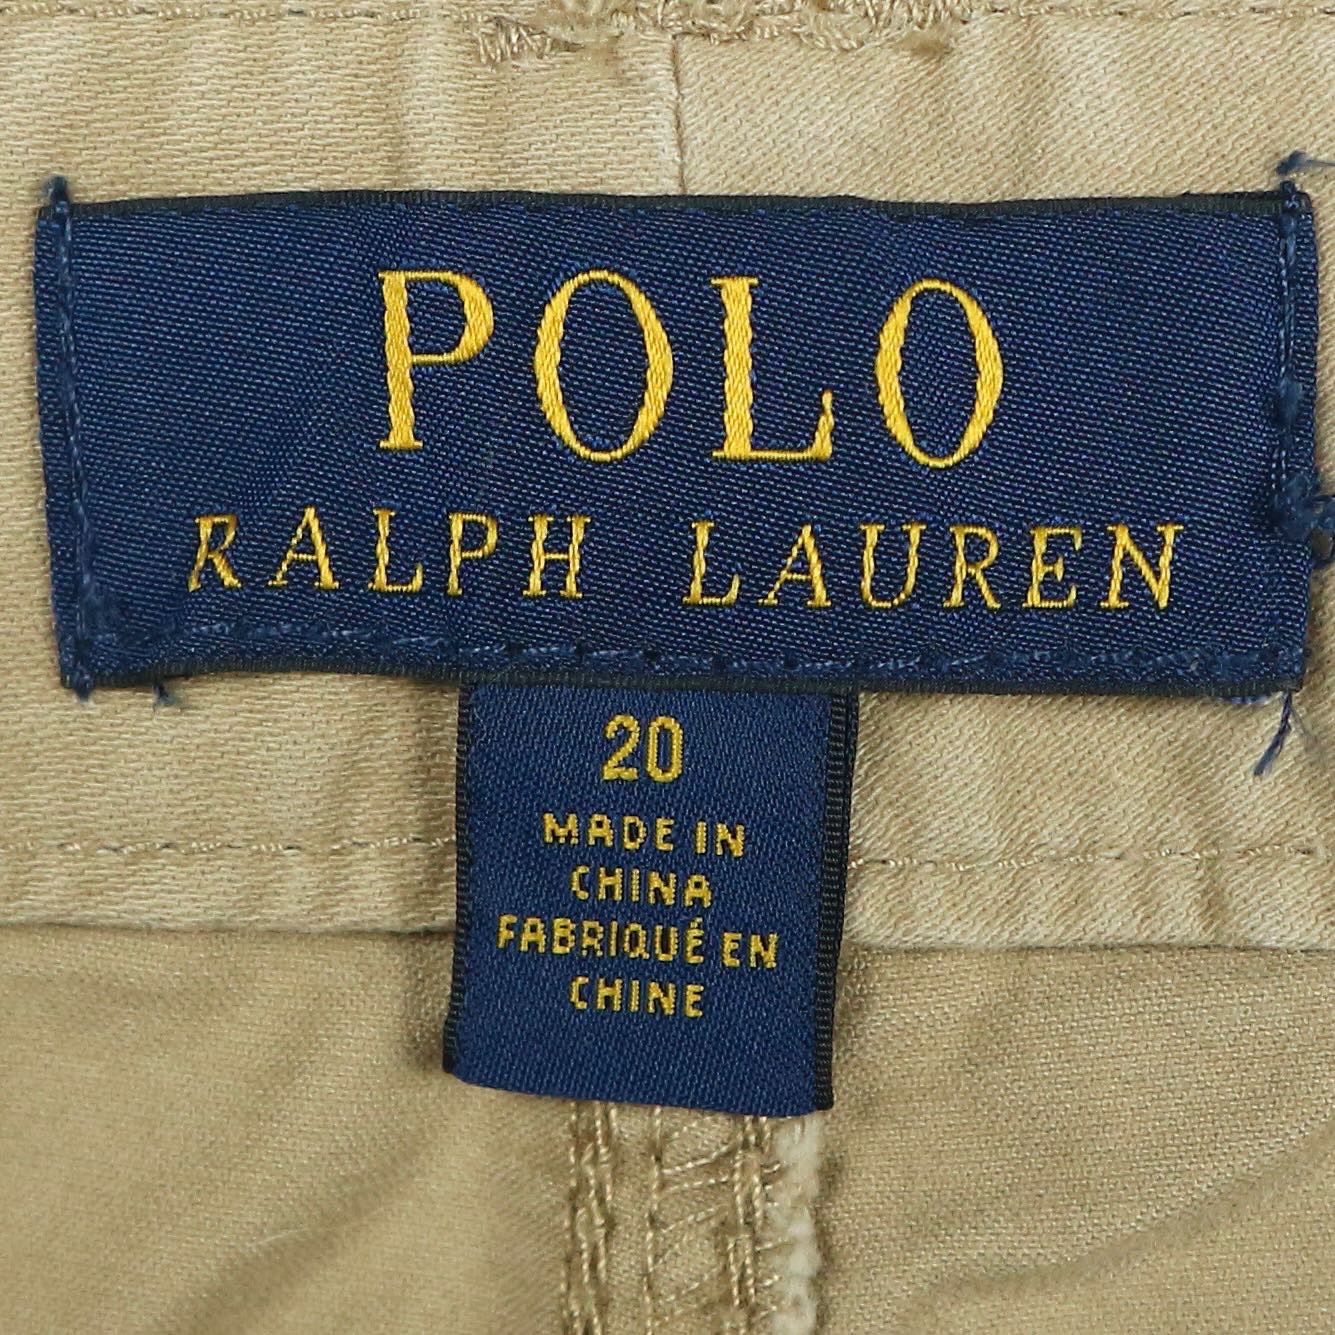 POLO
RALPH LAUREN
20
MADE IN
CHINA
FABRIQUÉ EN
CHINE